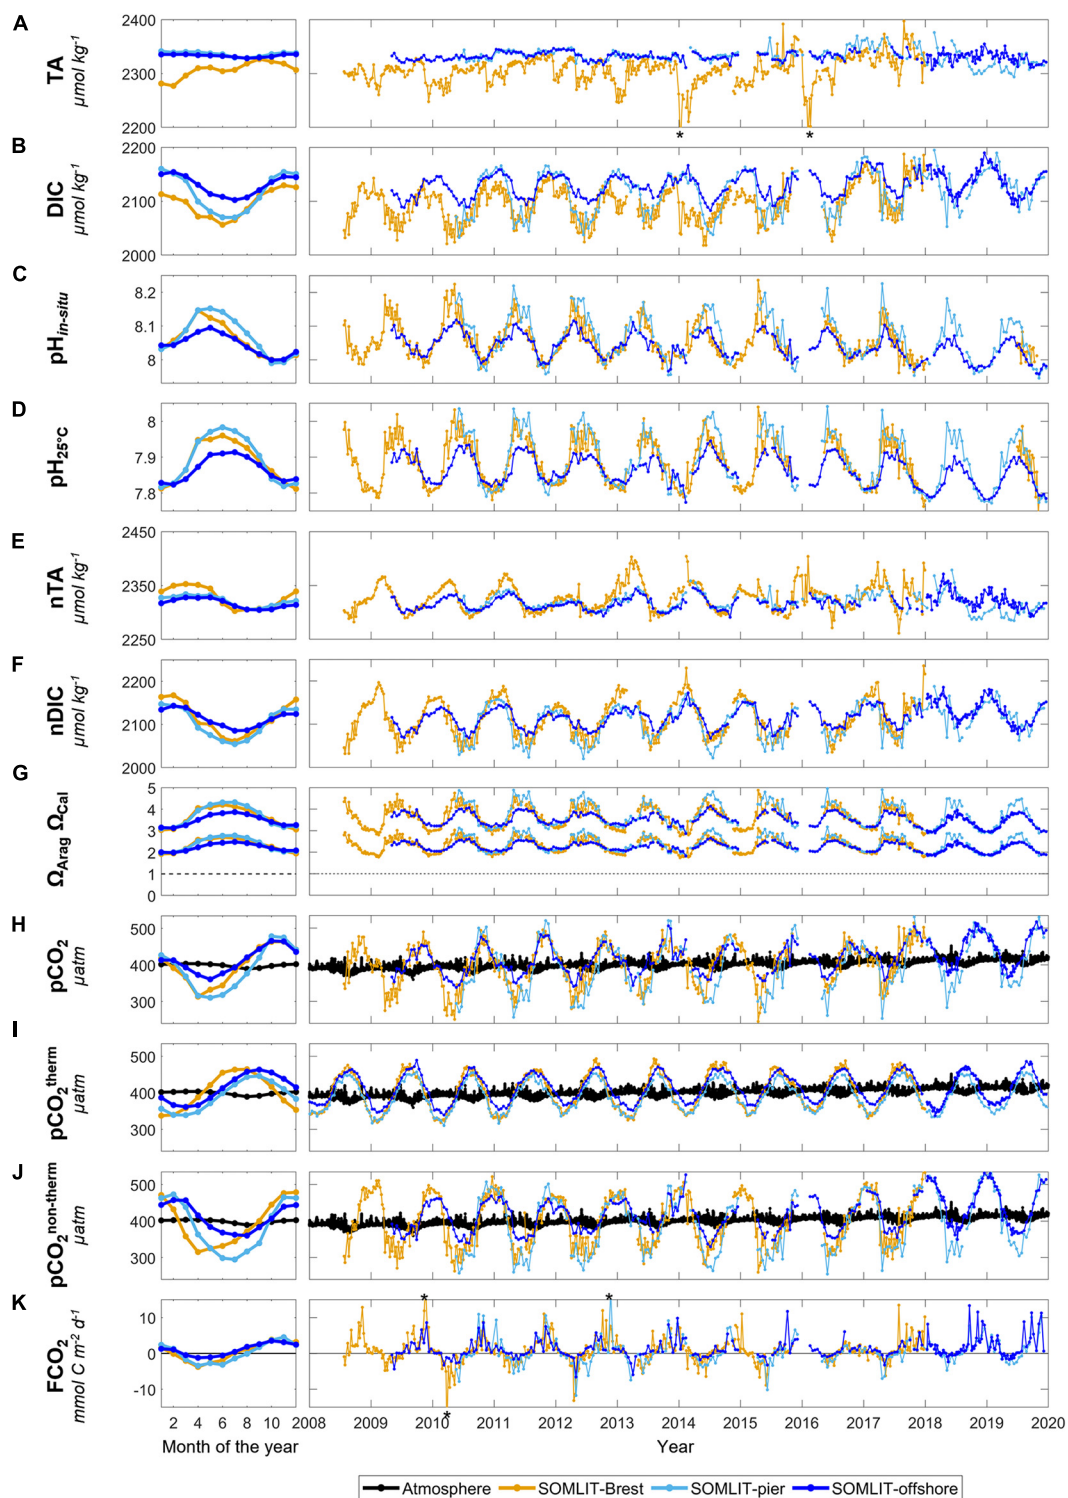 A
TA
µmol kg-1
2400
2300
2200
* *
B
DIC
µmol kg-1
2200
2100
2000
C
pHin-situ
8.2
8.1
8
D
pH25°C
8
7.9
7.8
E
nTA
µmol kg-1
2450
2350
2250
F
nDIC
µmol kg-1
2200
2100
2000
G
ΩArag ΩCal
5
4
3
2
1
0
H
pCO2
µatm
500
400
300
I
pCO2therm
µatm
500
400
300
J
pCO2non-therm
µatm
500
400
300
K
FCO2
mmol C m-2 d-1
* *
10
0
-10
*
2 4 6 8 10 12
2008 2009 2010 2011 2012 2013 2014 2015 2016 2017 2018 2019 2020
Month of the year
Year
Atmosphere SOMLIT-Brest SOMLIT-pier SOMLIT-offshore